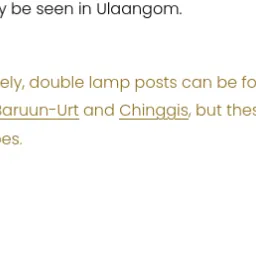 y be seen in Ulaangom.
ely, double lamp posts can be fo
Baruun-Urt and Chinggis, but thes
es.